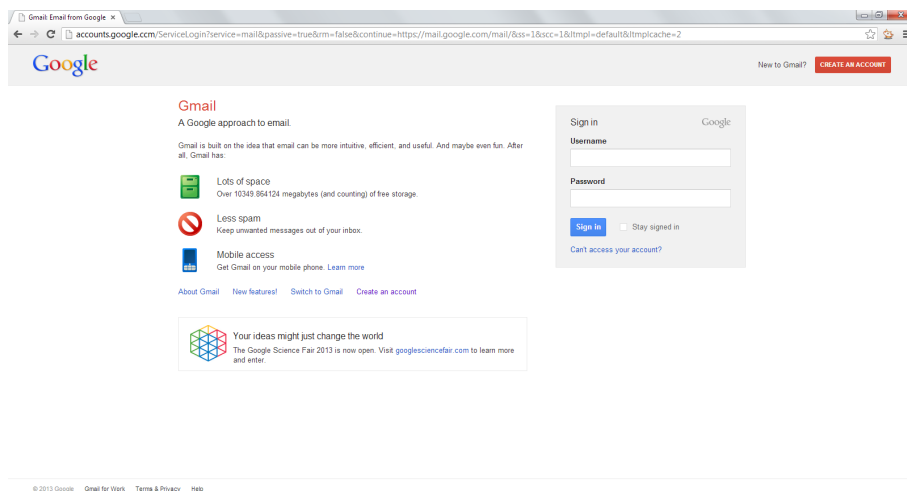 Gmail: Email from Google
accounts.google.ccm/ServiceLogin?service=mail&passive=true&rm=false&continue=https://mail.google.com/mail/&ss=1&scc=1&ltmpl=default&ltmplcache=2
Google
New to Gmail? CREATE AN ACCOUNT
Gmail
A Google approach to email.
Gmail is built on the idea that email can be more intuitive, efficient, and useful. And maybe even fun. After
all, Gmail has:
Lots of space
Over 10349.864124 megabytes (and counting) of free storage.
Less spam
Keep unwanted messages out of your inbox.
Mobile access
Get Gmail on your mobile phone. Learn more
About Gmail New features! Switch to Gmail Create an account
Your ideas might just change the world
The Google Science Fair 2013 is now open. Visit googlesciencefair.com to learn more
and enter.
Sign in Google
Username
Password
Sign in Stay signed in
Can't access your account?
© 2013 Google Gmail for Work Terms & Privacy Help